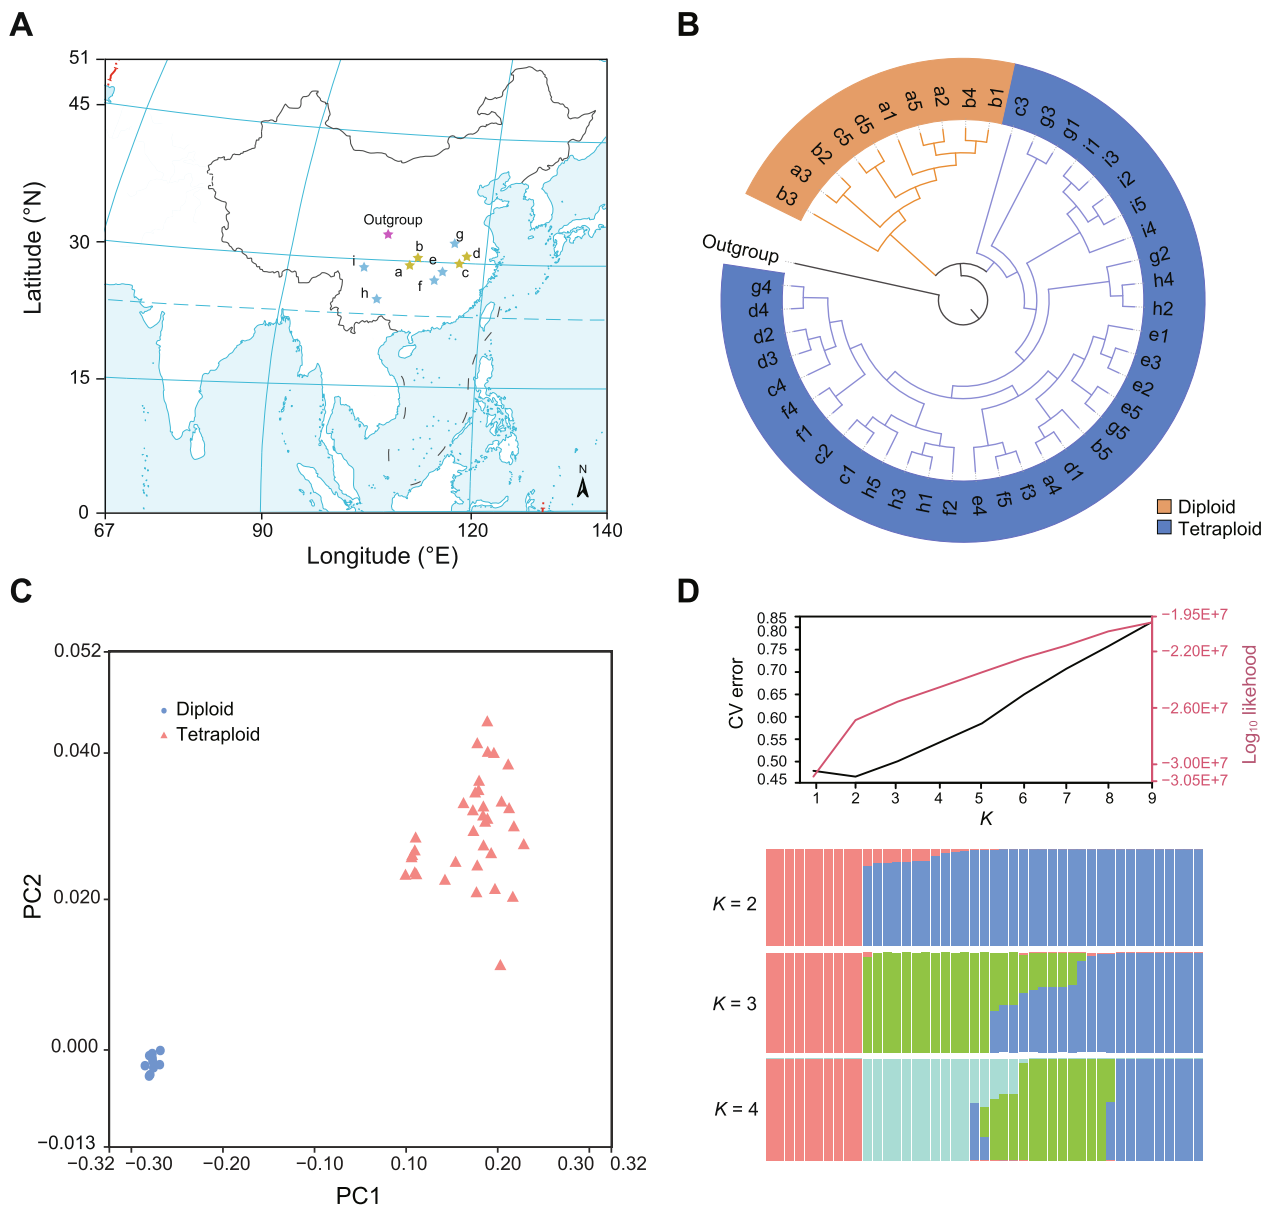 A
51
45
30
15
0
67
90
120
140
Latitude (°N)
Longitude (°E)
Outgroup
g
b
d
i
a
e
c
f
h
N
B
b3
a3
b2
c5
d5
a1
a5
a2
b4
b1
c3
g3
g1
i1
i3
i2
i5
i4
g2
h4
h2
e1
e3
e2
e5
g5
b5
d1
a4
f3
f5
e4
f2
h1
h3
h5
c1
c2
f1
f4
c4
d3
d2
d4
g4
Outgroup
Diploid
Tetraploid
C
0.052
0.040
0.020
0.000
−0.013
PC2
Diploid
Tetraploid
−0.32
−0.30
−0.20
−0.10
0.10
0.20
0.30
0.32
PC1
D
0.85
0.80
0.75
0.70
0.65
0.60
0.55
0.50
0.45
CV error
−1.95E+7
−2.20E+7
−2.60E+7
−3.00E+7
−3.05E+7
Log10 likehood
1 2 3 4 5 6 7 8 9
K
K = 2
K = 3
K = 4